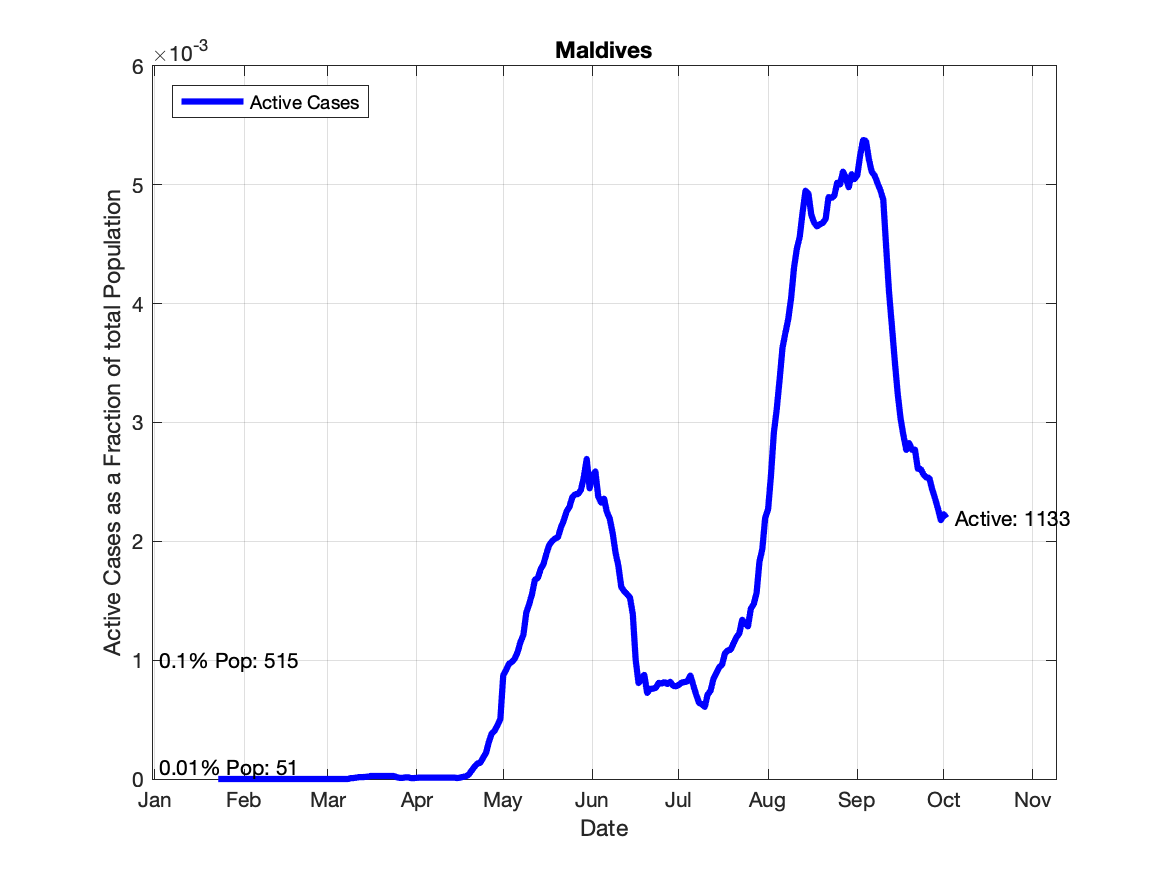 Maldives
×10-3
Active Cases
6
5
4
3
2
1
0
Active Cases as a Fraction of total Population
0.1% Pop: 515
0.01% Pop: 51
Active: 1133
Jan Feb Mar Apr May Jun Jul Aug Sep Oct Nov
Date